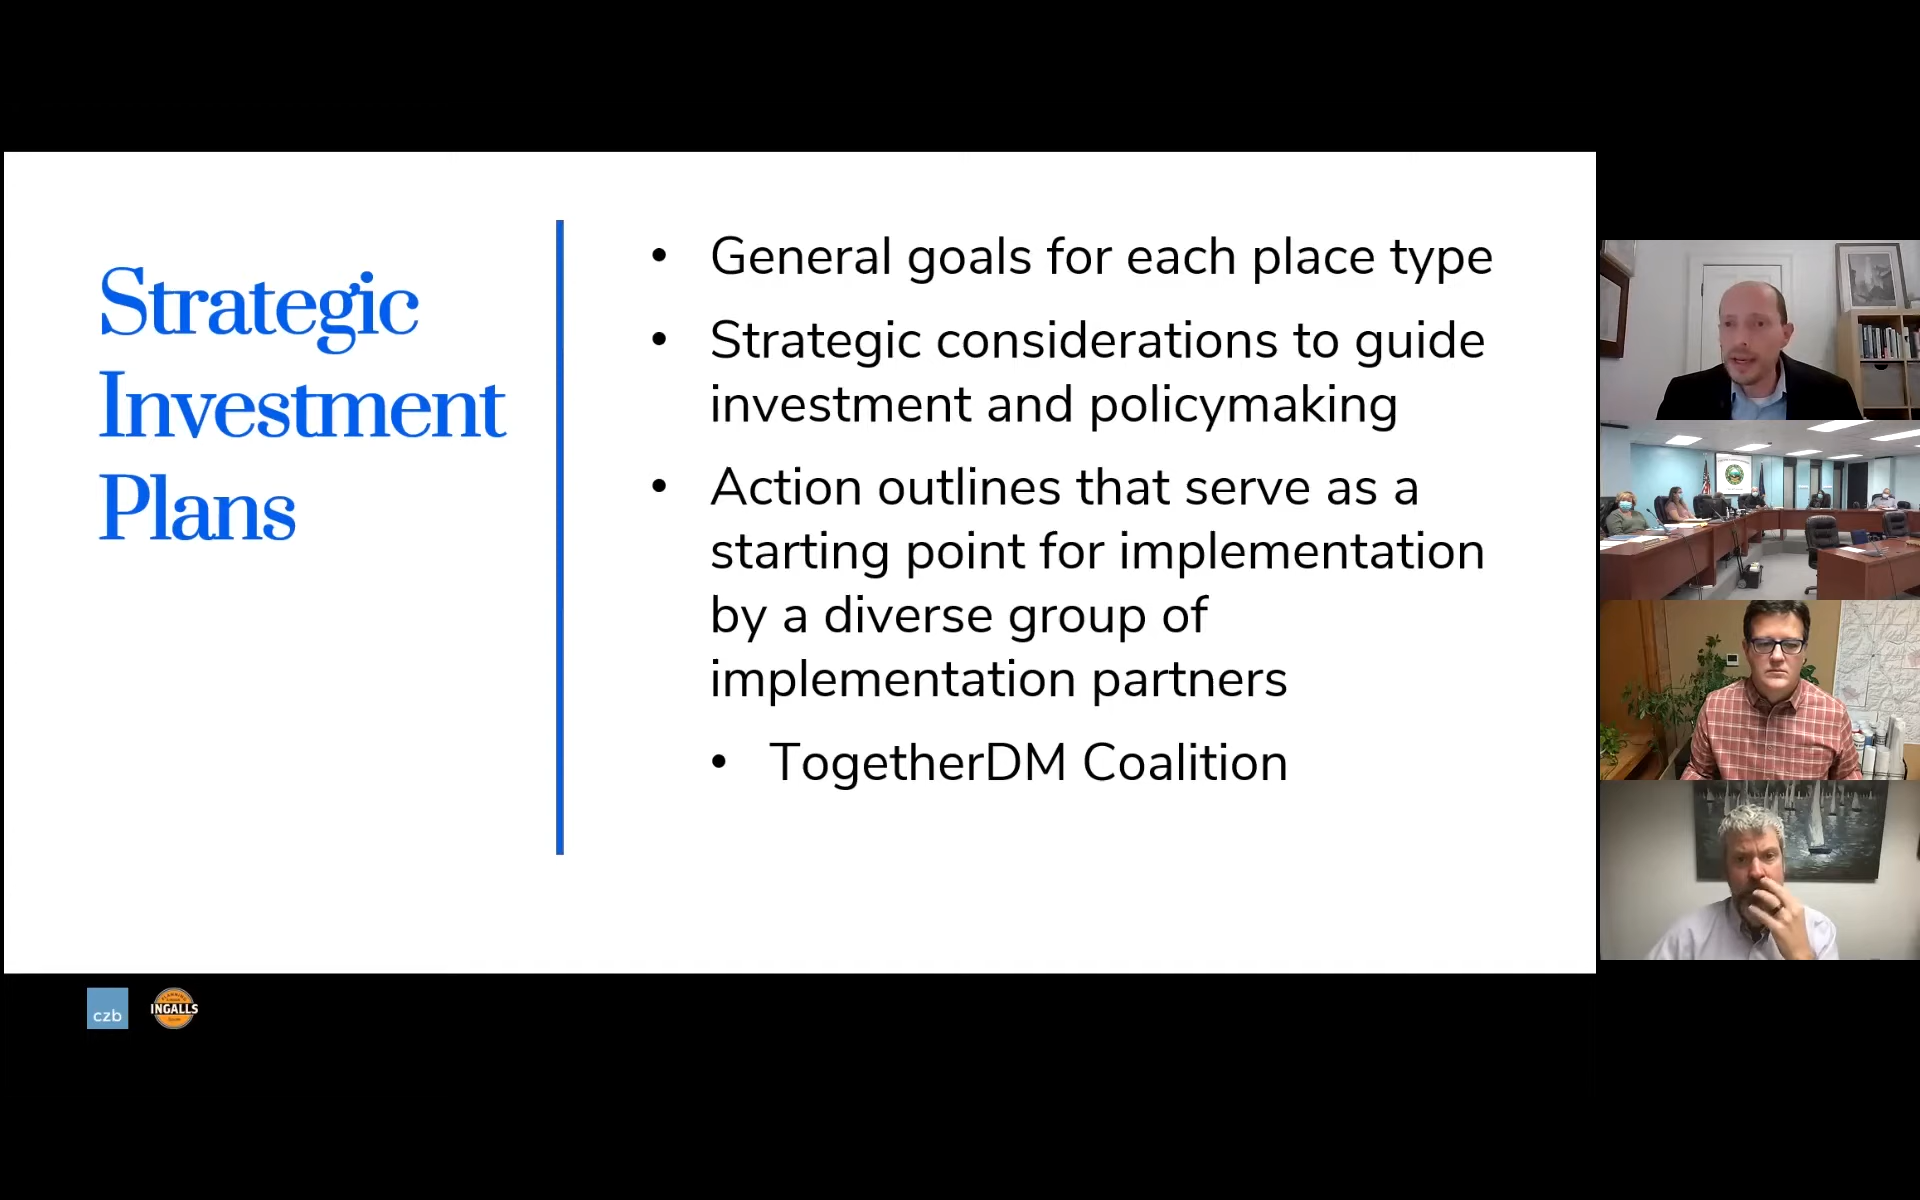 Strategic
Investment
Plans
• General goals for each place type
• Strategic considerations to guide
investment and policymaking
• Action outlines that serve as a
starting point for implementation
by a diverse group of
implementation partners
• TogetherDM Coalition
czb
INGALLS